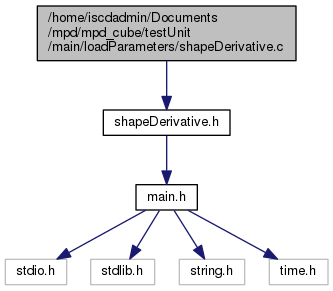 /home/iscdadmin/Documents
/mpd/mpd_cube/testUnit
/main/loadParameters/shapeDerivative.c
shapeDerivative.h
main.h
stdio.h
stdlib.h
string.h
time.h